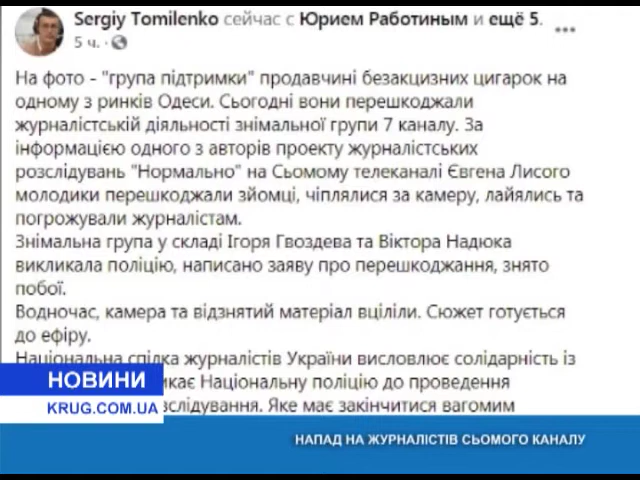 Sergiy Tomilenko сейчас с Юрием Работиным и ещё 5.
5 ч. ·
На фото - "група підтримки" продавчині безакцизних цигарок на
одному з ринків Одеси. Сьогодні вони перешкоджали
журналістській діяльності знімальної групи 7 каналу. За
інформацією одного з авторів проекту журналістських
розслідувань "Нормально" на Сьомому телеканалі Євгена Лисого
молодики перешкоджали зйомці, чіплялися за камеру, лаялись та
погрожували журналістам.
Знімальна група у складі Ігоря Гвоздева та Віктора Надюка
викликала поліцію, написано заяву про перешкоджання, знято
побої.
Водночас, камера та відзнятий матеріал вціліли. Сюжет готується
до ефіру.
Національна спілка журналістів України висловлює солідарність із
икає Національну поліцію до проведення
зслідування. Яке має закінчитися вагомим
НОВИНИ
KRUG.COM.UA
НАПАД НА ЖУРНАЛІСТІВ СЬОМОГО КАНАЛУ